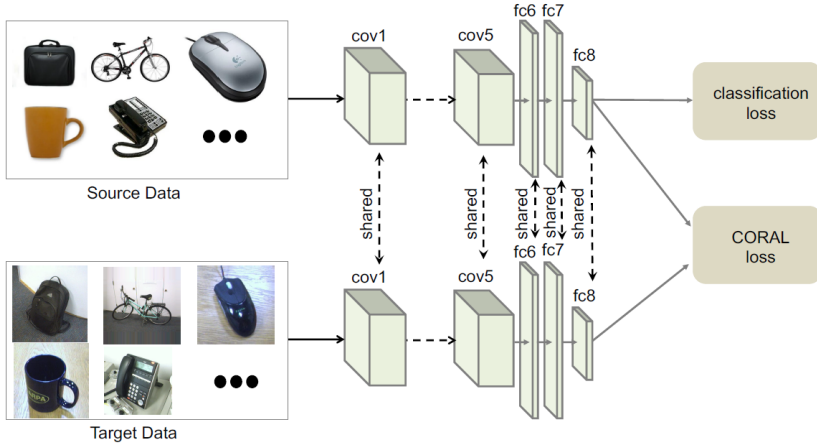 cov1
cov5
fc6
fc7
fc8
classification
loss
Source Data
shared
shared
shared
shared
shared
CORAL
loss
cov1
cov5
fc6
fc7
fc8
Target Data